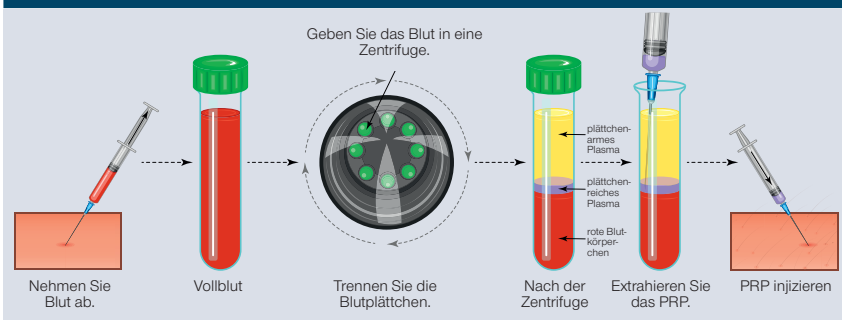 Geben Sie das Blut in eine
Zentrifuge.
plättchen-
armes
Plasma
plättchen-
reiches
Plasma
rote Blut-
körper-
chen
Nehmen Sie
Blut ab.
Vollblut
Trennen Sie die
Blutplättchen.
Nach der
Zentrifuge
Extrahieren Sie
das PRP.
PRP injizieren